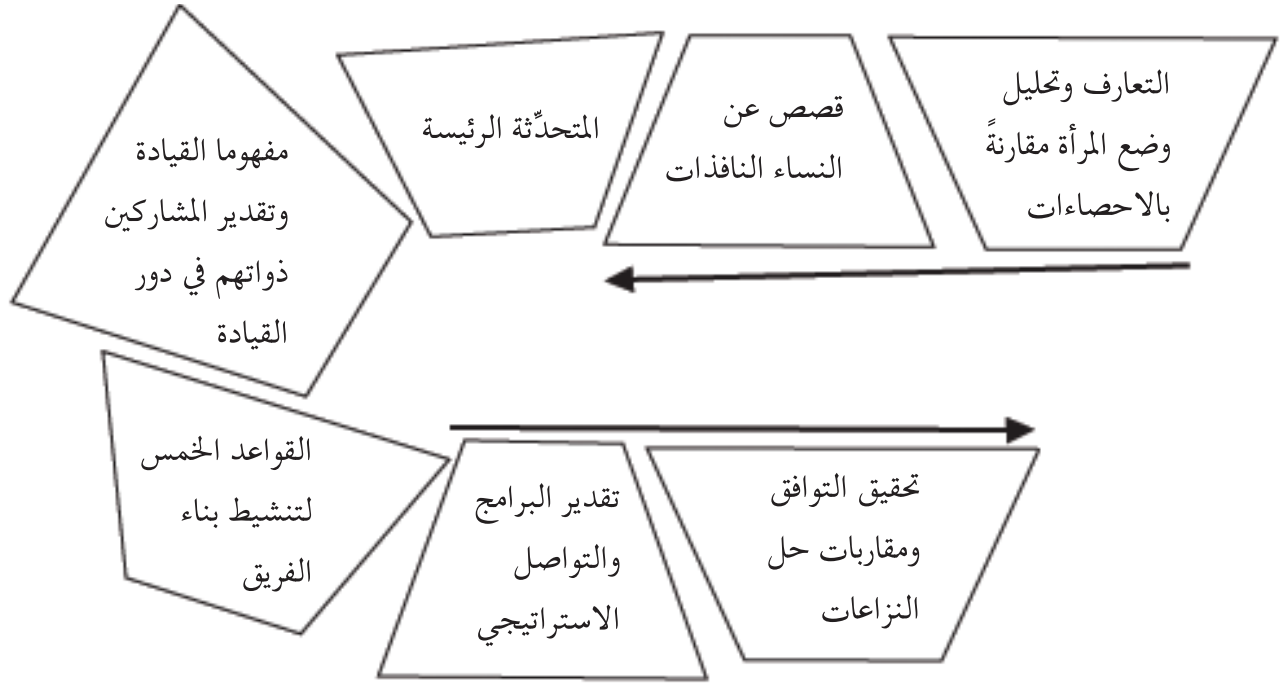 التعارف وتحليل
وضع المرأة مقارنةً
بالاحصاءات
قصص عن
النساء النافذات
المتحدِّثة الرئيسة
مفهوما القيادة
وتقدير المشاركين
ذواتهم في دور
القيادة
القواعد الخمس
لتنشيط بناء
الفريق
تقدير البرامج
والتواصل
الاستراتيجي
تحقيق التوافق
ومقاربات حل
النزاعات